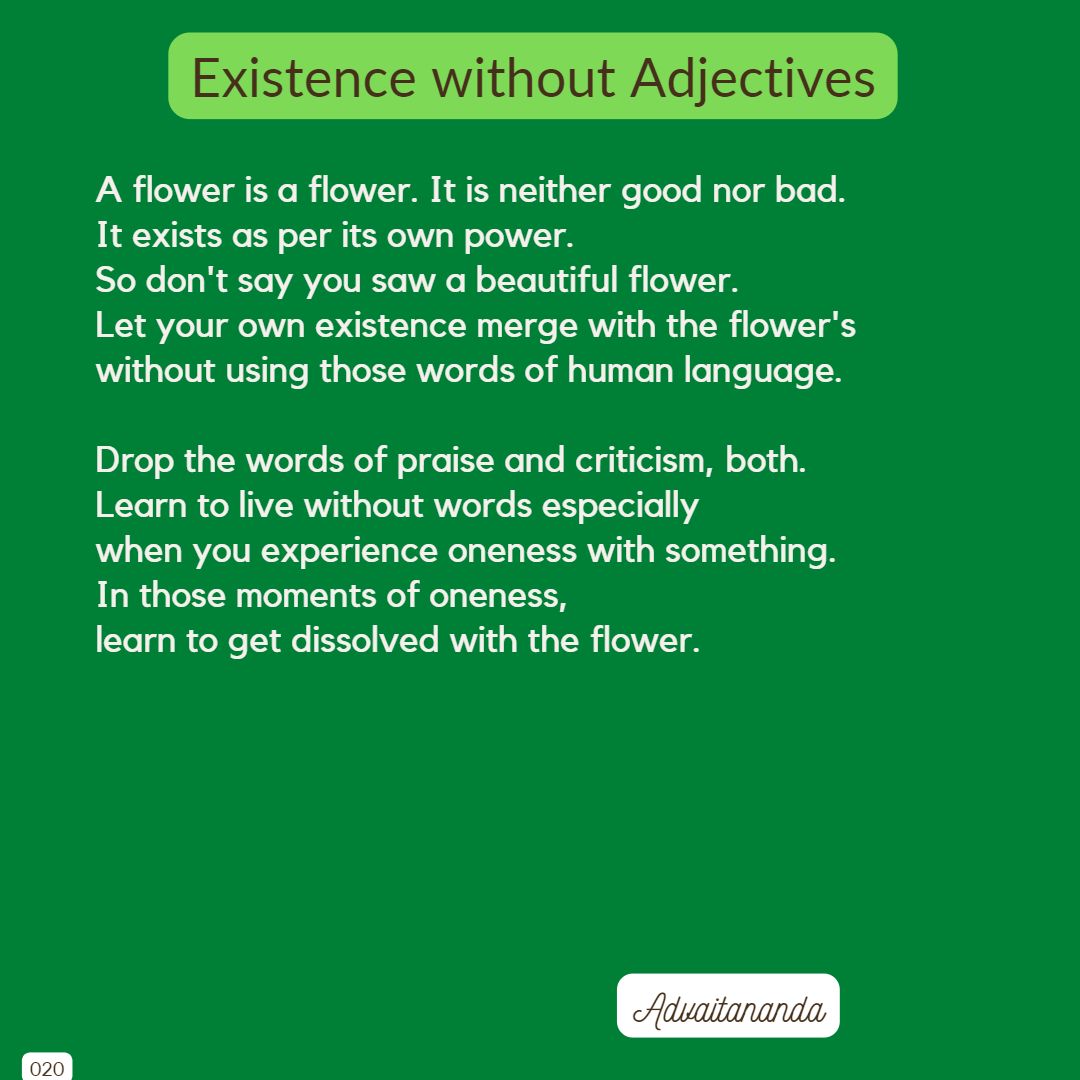 Existence without Adjectives
A flower is a flower. It is neither good nor bad.
It exists as per its own power.
So don't say you saw a beautiful flower.
Let your own existence merge with the flower's
without using those words of human language.
Drop the words of praise and criticism, both.
Learn to live without words especially
when you experience oneness with something.
In those moments of oneness,
learn to get dissolved with the flower.
Advaitananda
020